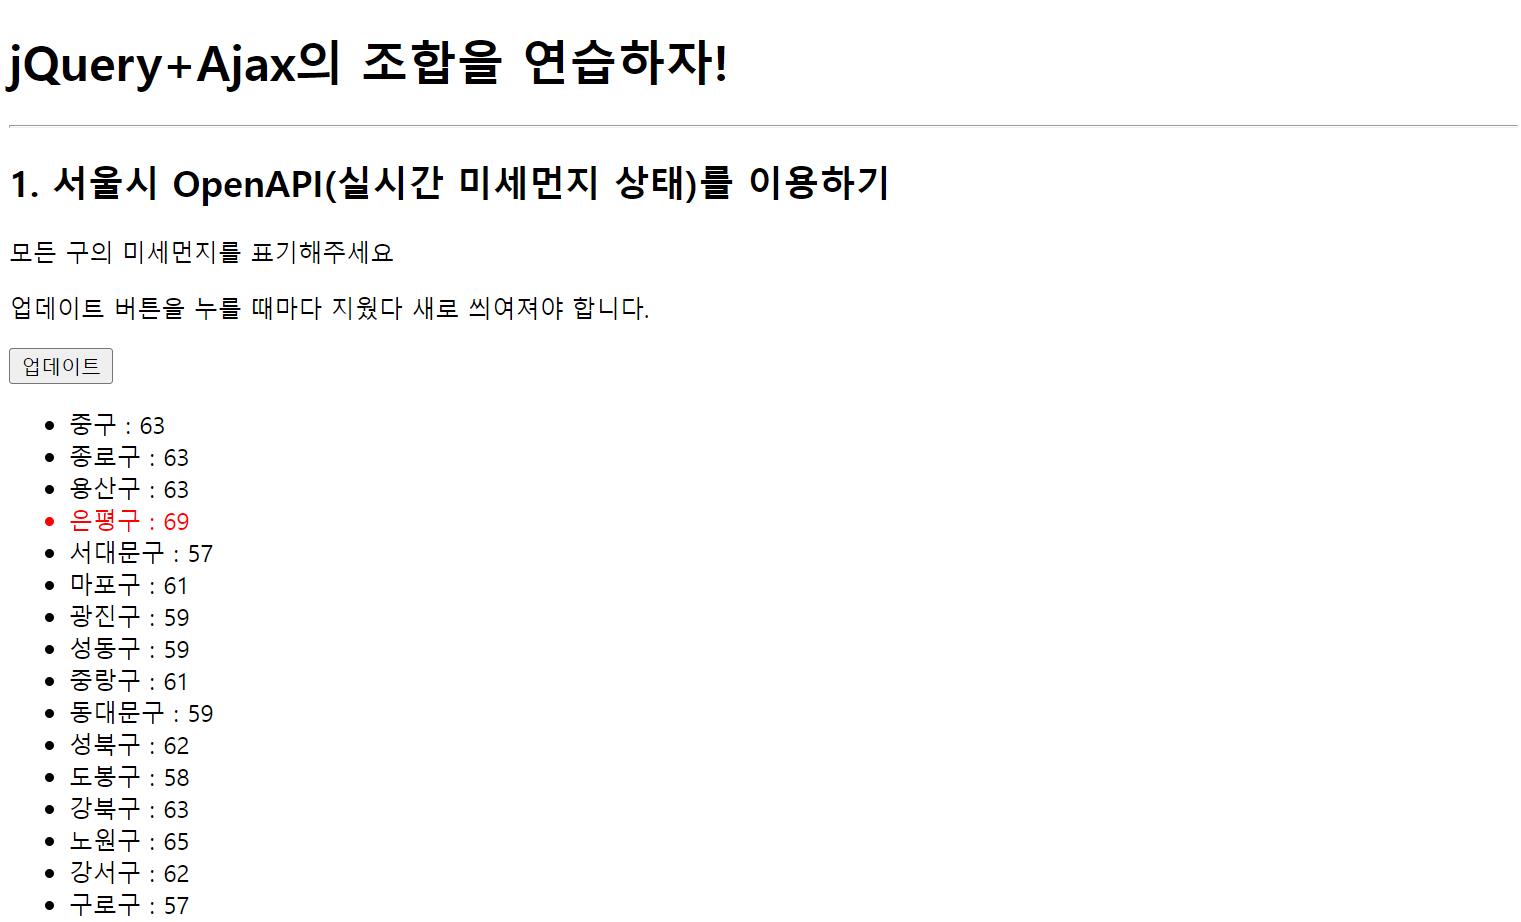 jQuery+Ajax의 조합을 연습하자!
1. 서울시 OpenAPI(실시간 미세먼지 상태)를 이용하기
모든 구의 미세먼지를 표기해주세요
업데이트 버튼을 누를 때마다 지웠다 새로 씌여져야 합니다.
업데이트
• 중구 : 63
• 종로구 : 63
• 용산구 : 63
• 은평구 : 69
• 서대문구 : 57
• 마포구 : 61
• 광진구 : 59
• 성동구 : 59
• 중랑구 : 61
• 동대문구 : 59
• 성북구 : 62
• 도봉구 : 58
• 강북구 : 63
• 노원구 : 65
• 강서구 : 62
• 구로구 : 57